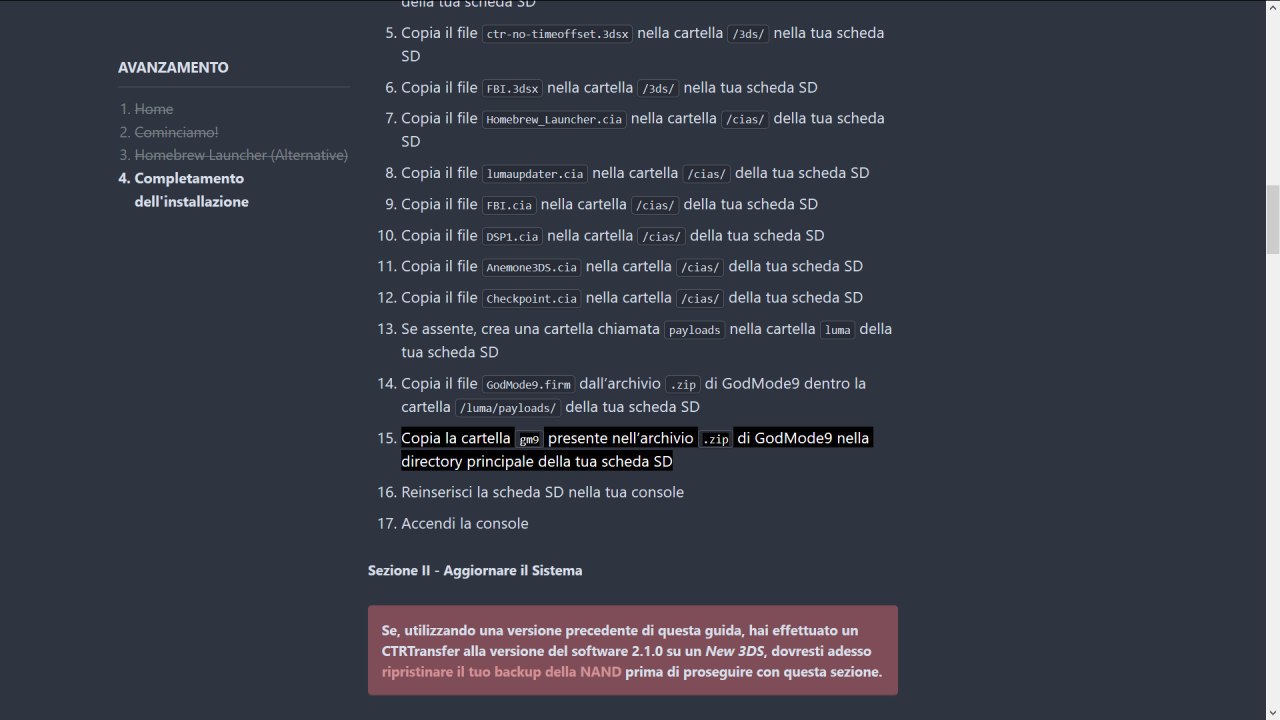 della tua scheda SD
5. Copia il file ctr-no-timeoffset.3dsx nella cartella /3ds/ nella tua scheda
SD
6. Copia il file FBI.3dsx nella cartella /3ds/ nella tua scheda SD
7. Copia il file Homebrew_Launcher.cia nella cartella /cias/ della tua scheda
SD
8. Copia il file lumaupdater.cia nella cartella /cias/ della tua scheda SD
9. Copia il file FBI.cia nella cartella /cias/ della tua scheda SD
10. Copia il file DSP1.cia nella cartella /cias/ della tua scheda SD
11. Copia il file Anemone3DS.cia nella cartella /cias/ della tua scheda SD
12. Copia il file Checkpoint.cia nella cartella /cias/ della tua scheda SD
13. Se assente, crea una cartella chiamata payloads nella cartella luma della
tua scheda SD
14. Copia il file GodMode9.firm dall’archivio .zip di GodMode9 dentro la
cartella /luma/payloads/ della tua scheda SD
15. Copia la cartella gm9 presente nell’archivio .zip di GodMode9 nella
directory principale della tua scheda SD
16. Reinserisci la scheda SD nella tua console
17. Accendi la console
Sezione II - Aggiornare il Sistema
Se, utilizzando una versione precedente di questa guida, hai effettuato un
CTRTransfer alla versione del software 2.1.0 su un New 3DS, dovresti adesso
ripristinare il tuo backup della NAND prima di proseguire con questa sezione.
AVANZAMENTO
1. Home
2. Cominciamo!
3. Homebrew Launcher (Alternative)
4. Completamento
dell'installazione